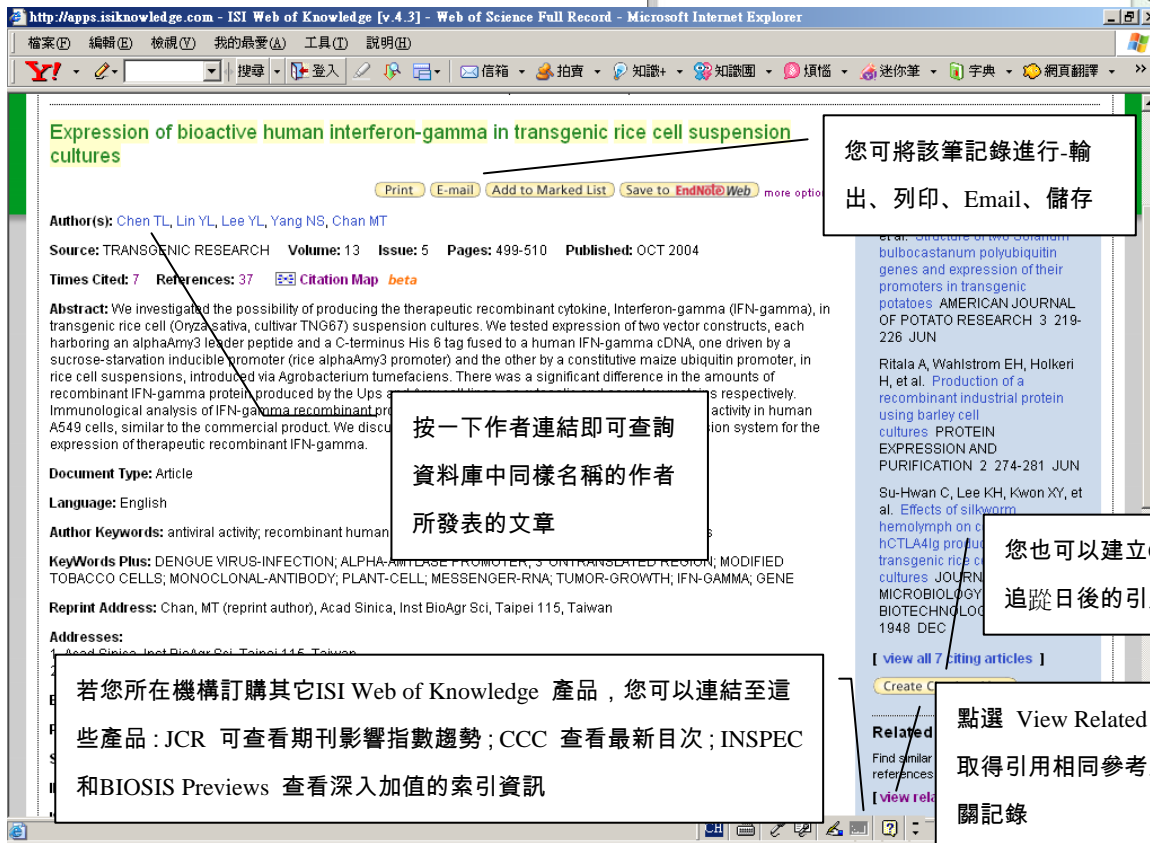 http://apps.isiknowledge.com - ISI Web of Knowledge [v.4.3] - Web of Science Full Record - Microsoft Internet Explorer
檔案(F) 編輯(E) 檢視(V) 我的最愛(A) 工具(T) 說明(H)
Y! 搜尋 登入 信箱 拍賣 知識+ 知識團 煩惱 迷你筆 字典 網頁翻譯 »
Expression of bioactive human interferon-gamma in transgenic rice cell suspension
cultures
Print E-mail Add to Marked List Save to EndNote Web more optio
Author(s): Chen TL, Lin YL, Lee YL, Yang NS, Chan MT
Source: TRANSGENIC RESEARCH Volume: 13 Issue: 5 Pages: 499-510 Published: OCT 2004
Times Cited: 7 References: 37 Citation Map beta
Abstract: We investigated the possibility of producing the therapeutic recombinant cytokine, Interferon-gamma (IFN-gamma), in
transgenic rice cell (Oryza sativa, cultivar TNG67) suspension cultures. We tested expression of two vector constructs, each
harboring an alphaAmy3 leader peptide and a C-terminus His 6 tag fused to a human IFN-gamma cDNA, one driven by a
sucrose-starvation inducible promoter (rice alphaAmy3 promoter) and the other by a constitutive maize ubiquitin promoter, in
rice cell suspensions, introduced via Agrobacterium tumefaciens. There was a significant difference in the amounts of
recombinant IFN-gamma protein produced by the Ups respectively.
Immunological analysis of IFN-gamma recombinant pro activity in human
A549 cells, similar to the commercial product. We discu sion system for the
expression of therapeutic recombinant IFN-gamma.
Document Type: Article
Language: English
Author Keywords: antiviral activity; recombinant human
KeyWords Plus: DENGUE VIRUS-INFECTION; ALPHA-AMYLASE PROMOTER; 3' UNTRANSLATED REGION; MODIFIED
TOBACCO CELLS; MONOCLONAL-ANTIBODY; PLANT-CELL; MESSENGER-RNA; TUMOR-GROWTH; IFN-GAMMA; GENE
Reprint Address: Chan, MT (reprint author), Acad Sinica, Inst BioAgr Sci, Taipei 115, Taiwan
Addresses:
1. Acad Sinica, Inst BioAgr Sci, Taipei 115, Taiwan
您可將該筆記錄進行-輸
出、列印、Email、儲存
按一下作者連結即可查詢
資料庫中同樣名稱的作者
所發表的文章
若您所在機構訂購其它ISI Web of Knowledge 產品，您可以連結至這
些產品：JCR 可查看期刊影響指數趨勢；CCC 查看最新目次；INSPEC
和BIOSIS Previews 查看深入加值的索引資訊
et al. Structure of two Solanum
bulbocastanum polyubiquitin
genes and expression of their
promoters in transgenic
potatoes AMERICAN JOURNAL
OF POTATO RESEARCH 3 219-
226 JUN
Ritala A, Wahlstrom EH, Holkeri
H, et al. Production of a
recombinant industrial protein
using barley cell
cultures PROTEIN
EXPRESSION AND
PURIFICATION 2 274-281 JUN
Su-Hwan C, Lee KH, Kwon XY, et
al. Effects of silkworm
hemolymph on c
hCTLA4Ig produc
transgenic rice c
cultures JOURN
MICROBIOLOGY
BIOTECHNOLOG
1948 DEC
您也可以建立
追蹤日後的引
[ view all 7 citing articles ]
Create C
Related
Find similar
references
[ view rela
點選 View Related
取得引用相同參考
關記錄
CH